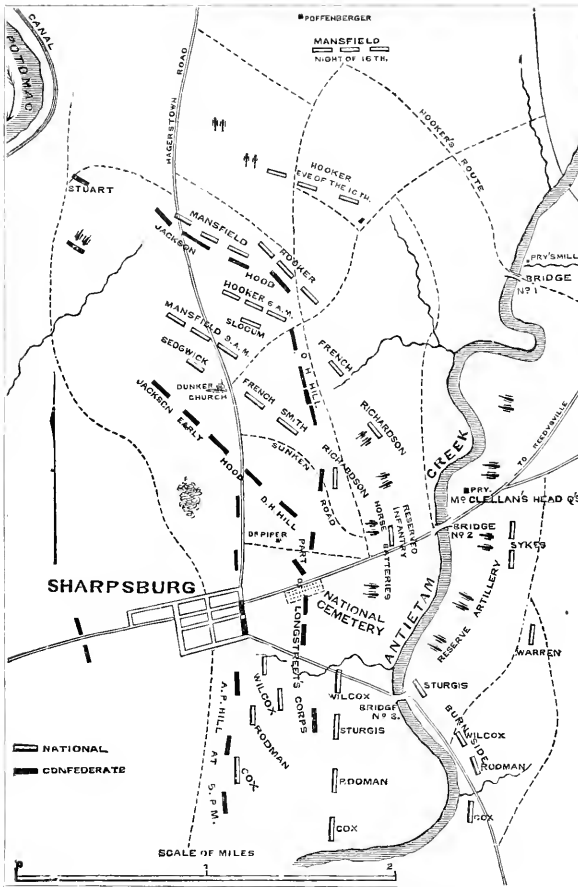 CANAL
POTOMAC
HAGERSTOWN ROAD
POFFENBERGER
MANSFIELD
NIGHT OF 16TH.
HOOKER'S ROUTE
HOOKER
EVE OF THE 16TH.
STUART
MANSFIELD
HOOKER
JACKSON
HOOD
PRY'S MILL
BRIDGE
No 1
HOOKER 6 A.M.
SLOCUM
MANSFIELD 9 A.M.
SEDGWICK
D. H. HILL
FRENCH
DUNKER
CHURCH
FRENCH
SMITH
RICHARDSON
JACKSON
EARLY
HOOD
SUNKEN ROAD
RICHARDSON
CREEK
TO KEEDYSVILLE
PRY.
McCLELLAN'S HEAD Q'S
D.H. HILL
HORSE BATTERIES
RESERVED INFANTRY
BRIDGE
No 2
SYKES
DR PIPER
PART OF LONGSTREET'S CORPS
SHARPSBURG
NATIONAL
CEMETERY
ANTIETAM
RESERVE ARTILLERY
WARREN
WILCOX
WILCOX
STURGIS
BRIDGE
No 3.
A.P. HILL AT 5. P.M.
RODMAN
STURGIS
BURNSIDE
WILCOX
RODMAN
COX
RODMAN
COX
COX
NATIONAL
CONFEDERATE
SCALE OF MILES
0 1 2